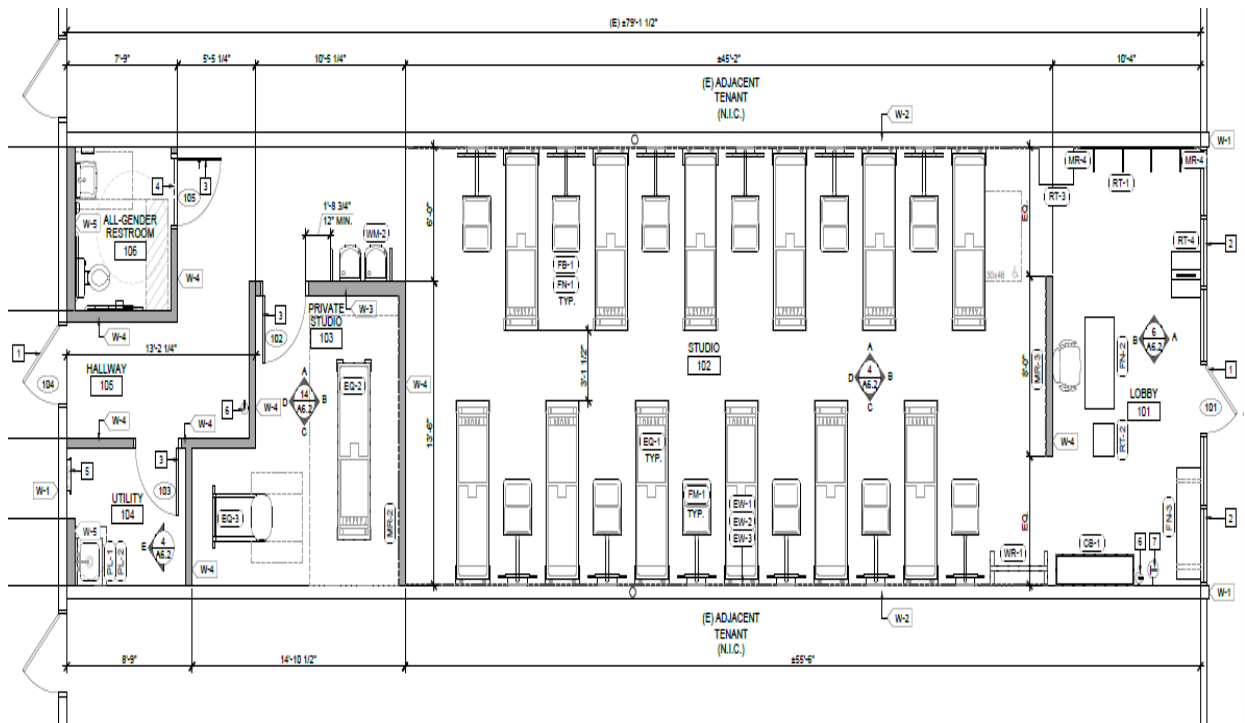 (E) ±79'-1 1/2"
7'-9"
5'-5 1/4"
10'-5 1/4"
±45'-2"
10'-4"
(E) ADJACENT
TENANT
(N.I.C.)
W-2
W-1
MR-4
MR-4
RT-1
RT-3
4
3
105
W-5
ALL-GENDER
RESTROOM
106
1'-8 3/4"
12" MIN.
WM-2
6'-0"
FB-1
FN-1
TYP.
EQ
RT-4
2
30x48
W-4
W-4
3
102
PRIVATE
STUDIO
103
W-3
1
104
13'-2 1/4"
HALLWAY
105
W-4
W-4
6
W-4
A
14
D
B
A6.2
C
EQ-2
W-4
3'-1 1/2"
STUDIO
102
A
4
D
B
A6.2
C
8'-0"
MR-3
FN-2
6
B
A
A6.2
1
LOBBY
101
101
RT-2
W-4
13'-6"
EQ-1
TYP.
W-1
5
3
103
UTILITY
104
EQ-3
MR-2
FM-1
TYP.
EW-1
EW-2
EW-3
EQ
FN-3
2
W-5
PL-1
PL-2
4
E
A6.2
W-4
WR-1
CB-1
6
7
W-1
(E) ADJACENT
TENANT
(N.I.C.)
W-2
8'-9"
14'-10 1/2"
±55'-6"